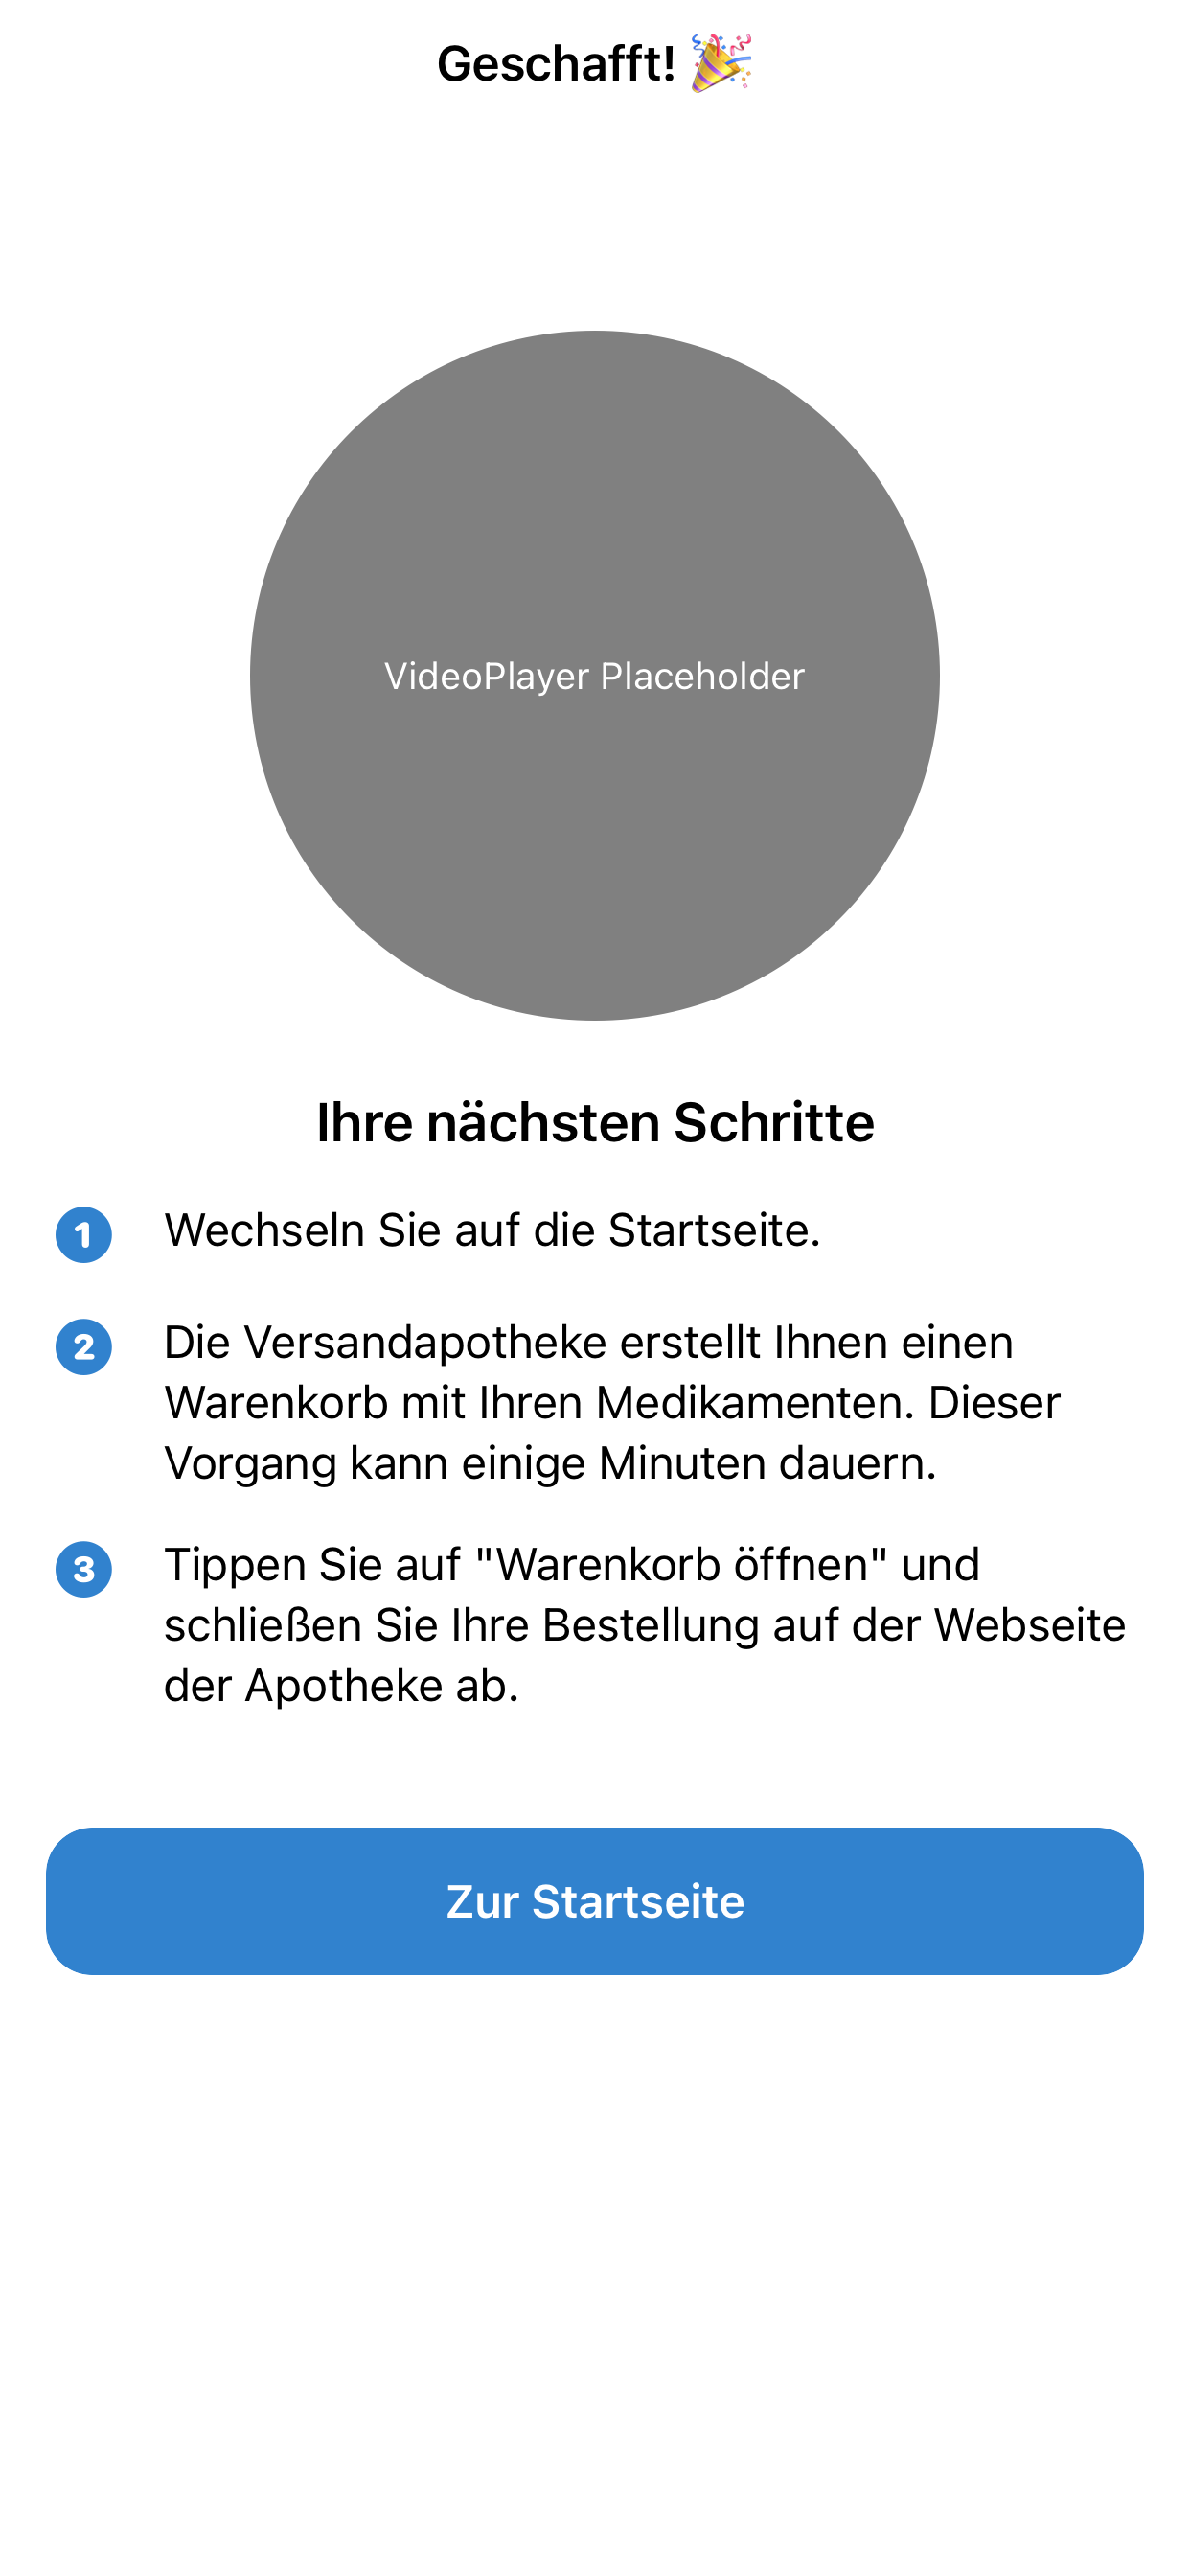 Geschafft! 🎉
VideoPlayer Placeholder
Ihre nächsten Schritte
1 Wechseln Sie auf die Startseite.
2 Die Versandapotheke erstellt Ihnen einen
Warenkorb mit Ihren Medikamenten. Dieser
Vorgang kann einige Minuten dauern.
3 Tippen Sie auf "Warenkorb öffnen" und
schließen Sie Ihre Bestellung auf der Webseite
der Apotheke ab.
Zur Startseite